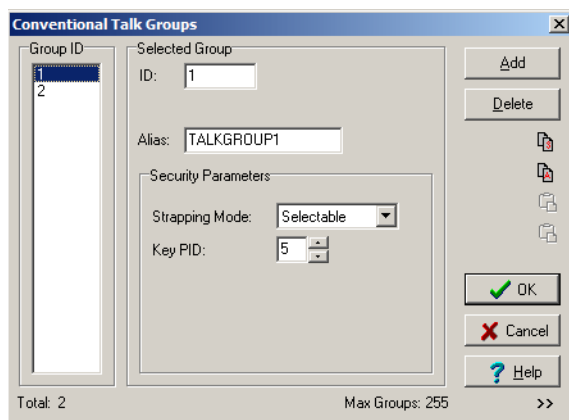 Conventional Talk Groups
Group ID
1
2
Selected Group
ID: 1
Alias: TALKGROUP1
Security Parameters
Strapping Mode: Selectable
Key PID: 5
Add
Delete
OK
Cancel
Help
Total: 2
Max Groups: 255
>>